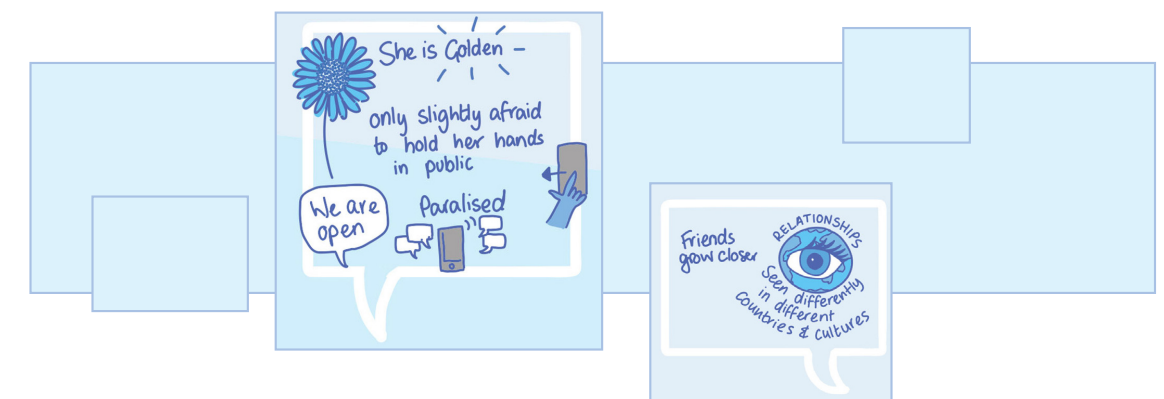 She is Golden –
only slightly afraid
to hold her hands
in public
We are
open
Paralised
Friends
grow closer
RELATIONSHIPS
Seen differently
in different
countries & cultures